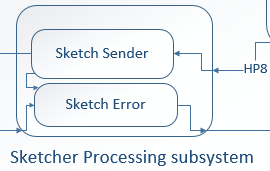 Sketch Sender
HP8
Sketch Error
Sketcher Processing subsystem